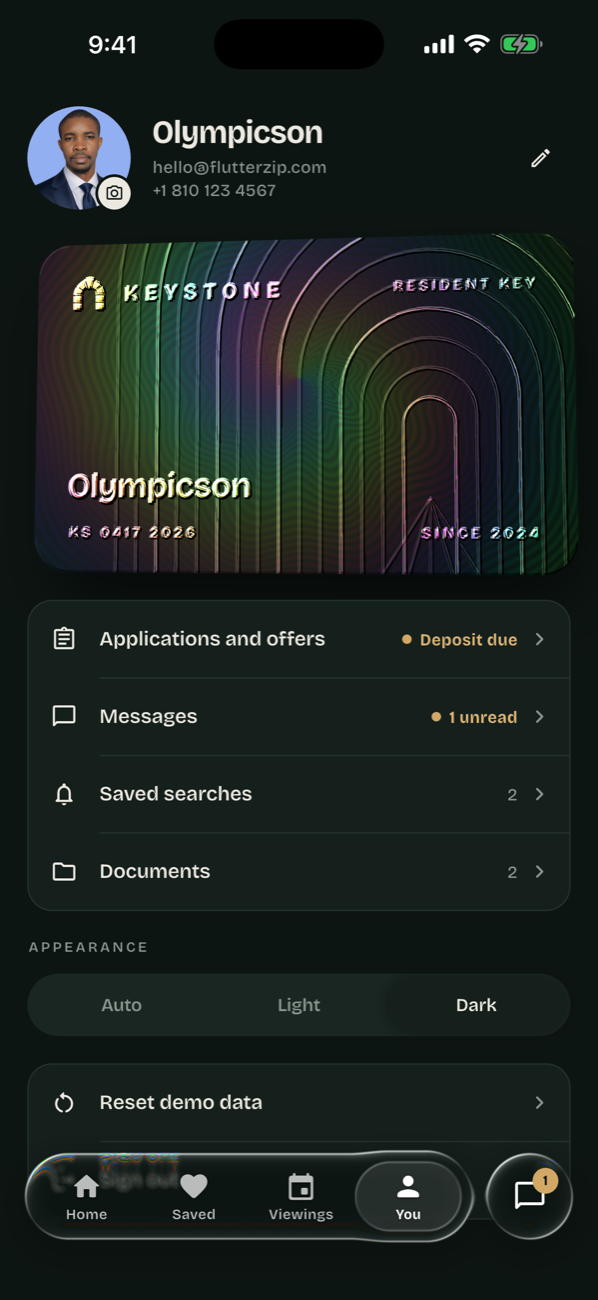 9:41
Olympicson
hello@flutterzip.com
+1 810 123 4567
KEYSTONE
RESIDENT KEY
Olympicson
KS 0417 2026
SINCE 2024
Applications and offers
Deposit due
Messages
1 unread
Saved searches
2
Documents
2
APPEARANCE
Auto
Light
Dark
Reset demo data
Sign out
Home
Saved
Viewings
You
1